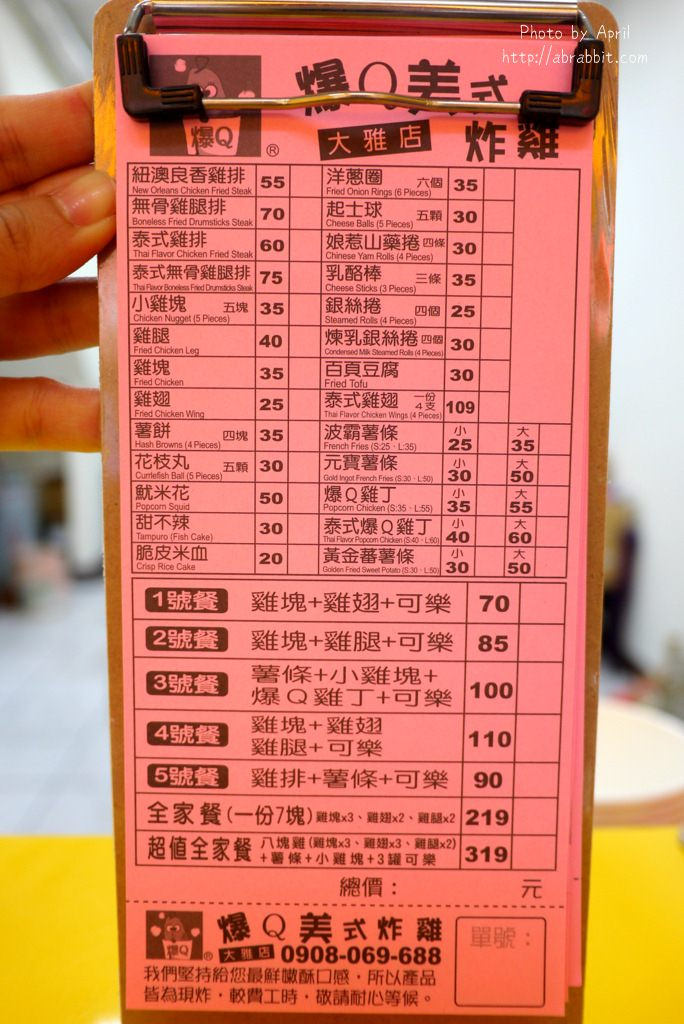 Photo by April
http://abrabbit.com
爆Q
®
爆Q美式
炸雞
大雅店
紐澳良香雞排 55
New Orleans Chicken Fried Steak
無骨雞腿排 70
Boneless Fried Drumsticks Steak
泰式雞排 60
Thai Flavor Chicken Fried Steak
泰式無骨雞腿排 75
Thai Flavor Boneless Fried Drumsticks Steak
小雞塊 五塊 35
Chicken Nugget (5 Pieces)
雞腿 40
Fried Chicken Leg
雞塊 35
Fried Chicken
雞翅 25
Fried Chicken Wing
薯餅 四塊 35
Hash Browns (4 Pieces)
花枝丸 五顆 30
Currlefish Ball (5 Pieces)
魷米花 50
Popcorn Squid
甜不辣 30
Tampuro (Fish Cake)
脆皮米血 20
Crisp Rice Cake
洋蔥圈 六個 35
Fried Onion Rings (6 Pieces)
起士球 五顆 30
Cheese Balls (5 Pieces)
娘惹山藥捲 四條 30
Chinese Yam Rolls (4 Pieces)
乳酪棒 三條 35
Cheese Sticks (3 Pieces)
銀絲捲 四個 25
Steamed Rolls (4 Pieces)
煉乳銀絲捲 四個 30
Condensed Milk Steamed Rolls (4 Pieces)
百頁豆腐 30
Fried Tofu
泰式雞翅 一份4支 109
Thai Flavor Chicken Wings (4 Pieces)
波霸薯條 小 25 大 35
French Fries (S:25、L:35)
元寶薯條 小 30 大 50
Gold Ingot French Fries (S:30、L:50)
爆Q雞丁 小 35 大 55
Popcorn Chicken (S:35、L:55)
泰式爆Q雞丁 小 40 大 60
Thai Flavor Popcorn Chicken (S:40、L:60)
黃金蕃薯條 小 30 大 50
Golden Fried Sweet Potato (S:30、L:50)
1號餐 雞塊+雞翅+可樂 70
2號餐 雞塊+雞腿+可樂 85
3號餐 薯條+小雞塊+
爆Q雞丁+可樂 100
4號餐 雞塊+雞翅
雞腿+可樂 110
5號餐 雞排+薯條+可樂 90
全家餐(一份7塊)雞塊x3、雞翅x2、雞腿x2 219
超值全家餐 八塊雞(雞塊x3、雞翅x3、雞腿x2)
+薯條+小雞塊+3罐可樂 319
總價： 元
爆Q
®
爆Q美式炸雞
大雅店 0908-069-688
我們堅持給您最鮮嫩酥口感，所以產品
皆為現炸，較費工時，敬請耐心等候。
單號：